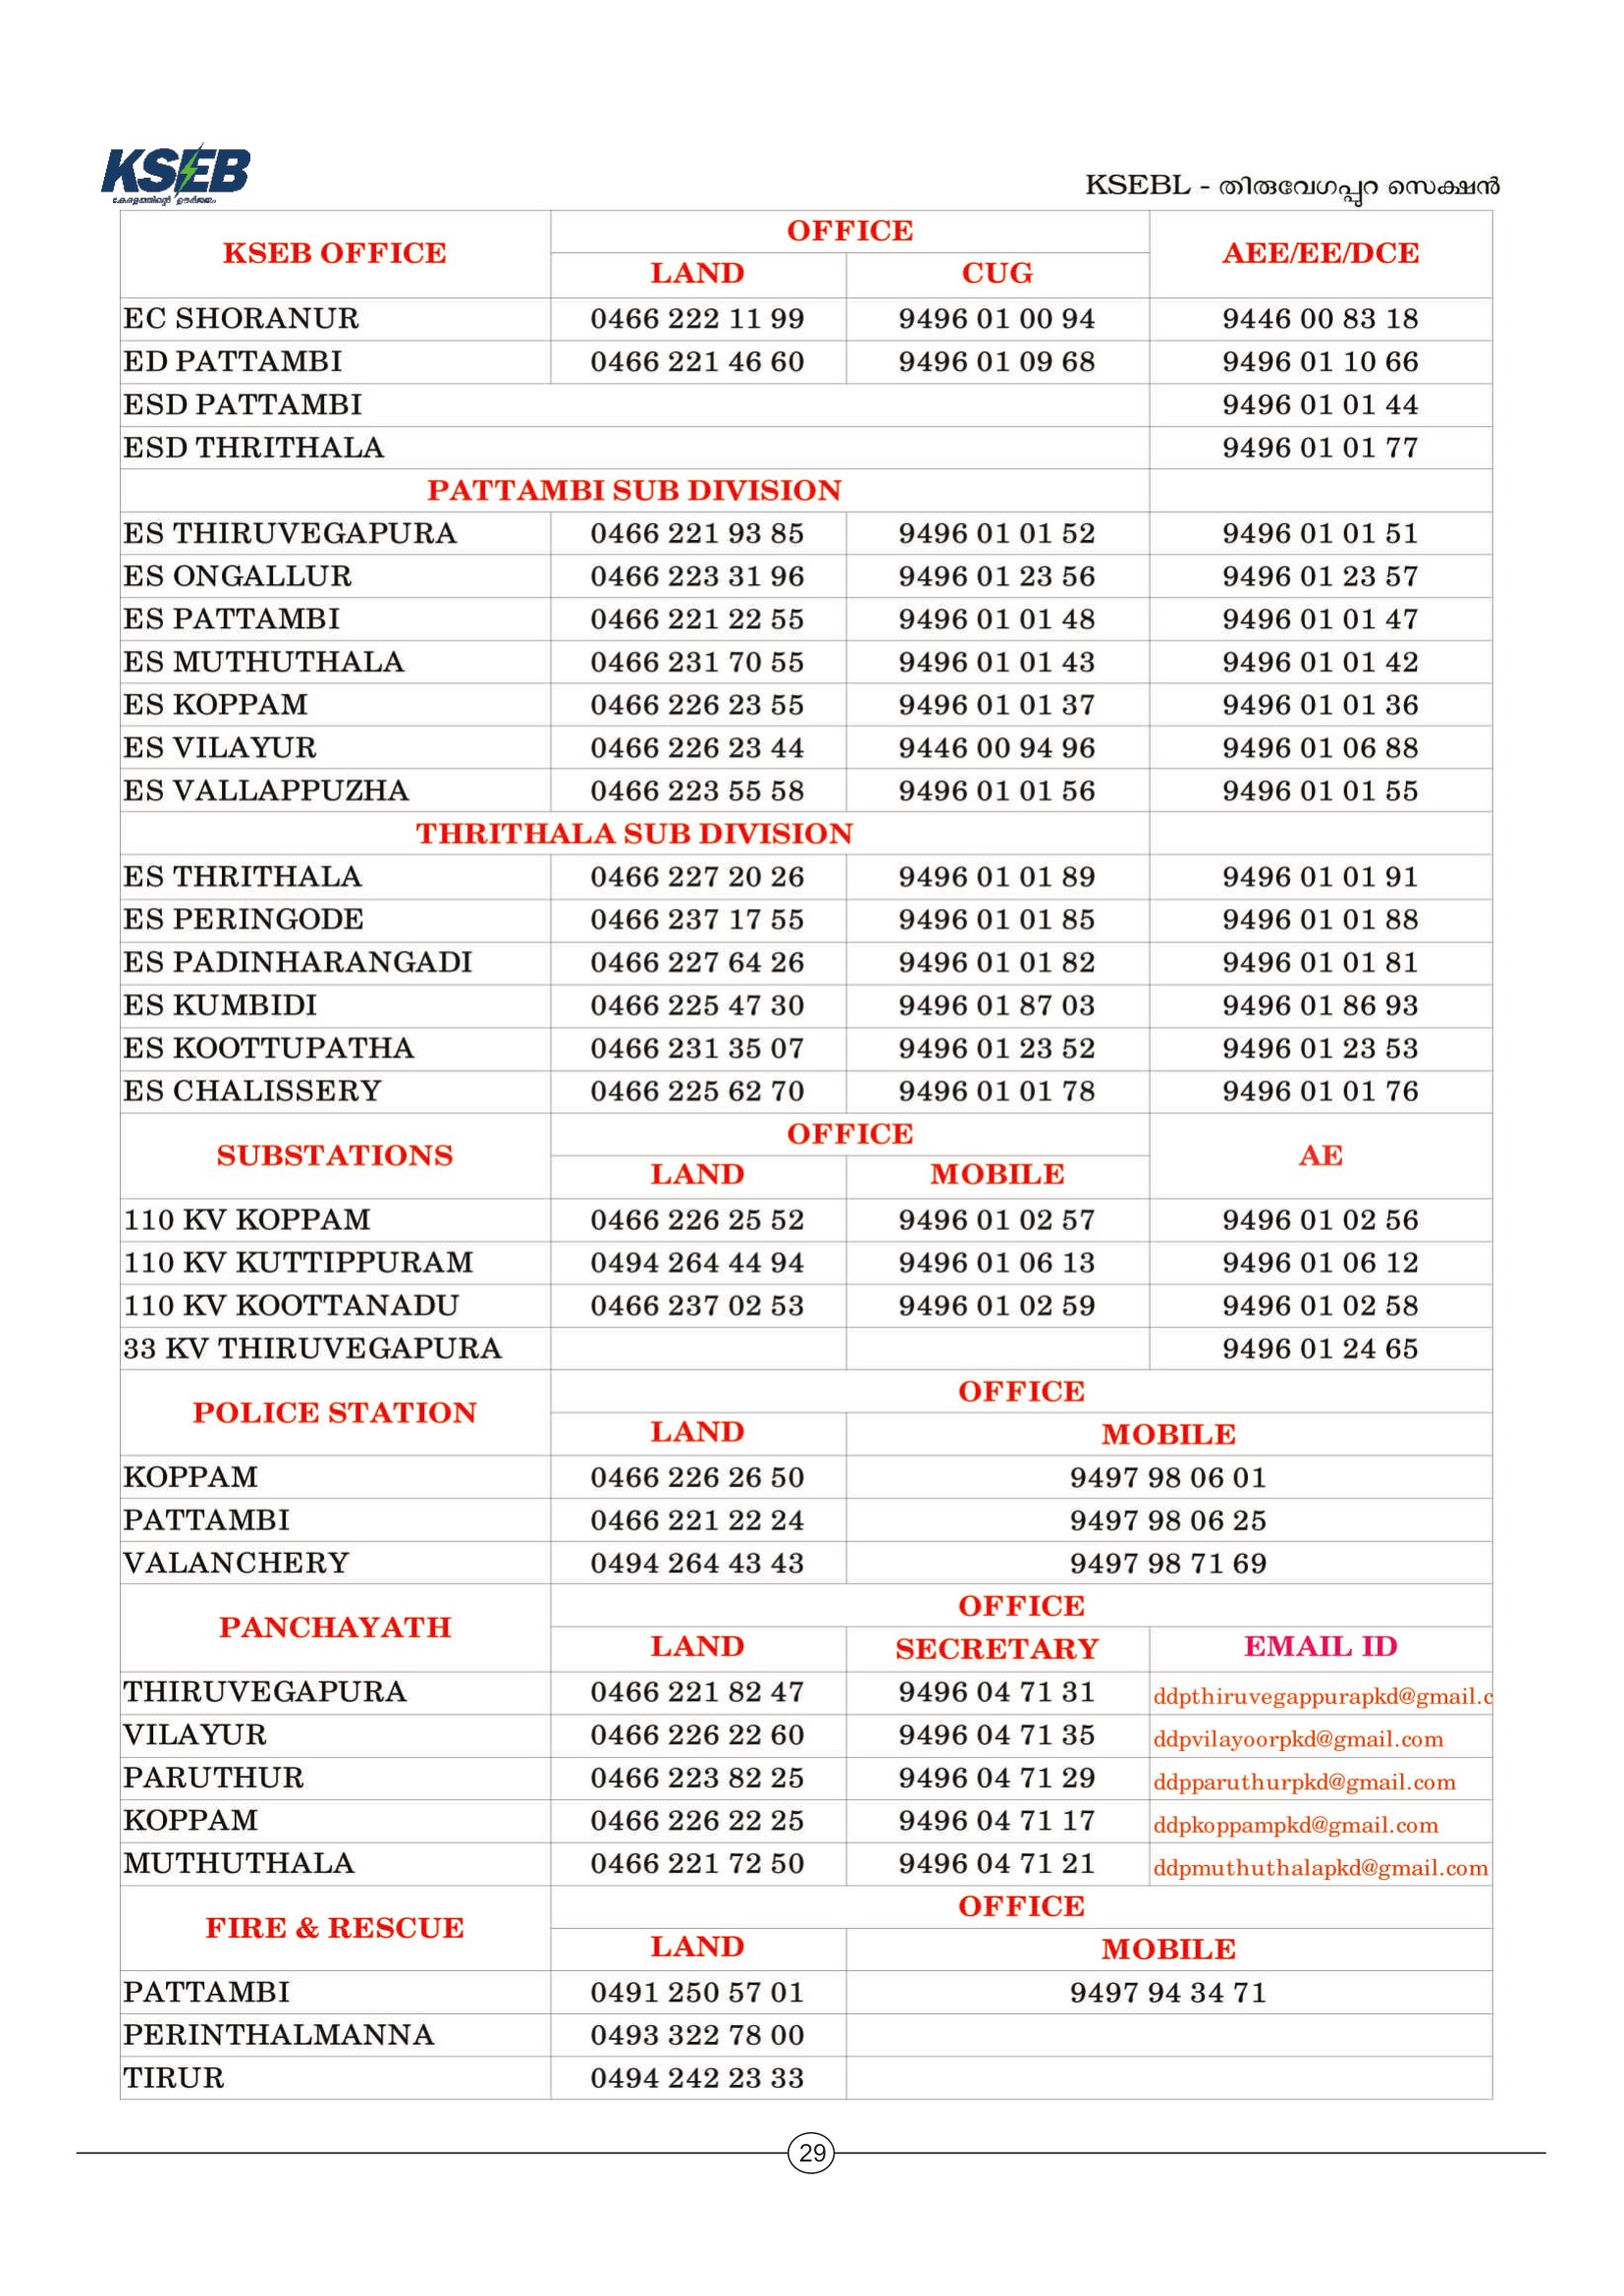 KSEB
കേരളത്തിന്റെ ഊർജ്ജം
KSEBL - തിരുവേഗപ്പുറ സെക്ഷൻ
KSEB OFFICE OFFICE AEE/EE/DCE
LAND CUG
EC SHORANUR 0466 222 11 99 9496 01 00 94 9446 00 83 18
ED PATTAMBI 0466 221 46 60 9496 01 09 68 9496 01 10 66
ESD PATTAMBI 9496 01 01 44
ESD THRITHALA 9496 01 01 77
PATTAMBI SUB DIVISION
ES THIRUVEGAPURA 0466 221 93 85 9496 01 01 52 9496 01 01 51
ES ONGALLUR 0466 223 31 96 9496 01 23 56 9496 01 23 57
ES PATTAMBI 0466 221 22 55 9496 01 01 48 9496 01 01 47
ES MUTHUTHALA 0466 231 70 55 9496 01 01 43 9496 01 01 42
ES KOPPAM 0466 226 23 55 9496 01 01 37 9496 01 01 36
ES VILAYUR 0466 226 23 44 9446 00 94 96 9496 01 06 88
ES VALLAPPUZHA 0466 223 55 58 9496 01 01 56 9496 01 01 55
THRITHALA SUB DIVISION
ES THRITHALA 0466 227 20 26 9496 01 01 89 9496 01 01 91
ES PERINGODE 0466 237 17 55 9496 01 01 85 9496 01 01 88
ES PADINHARANGADI 0466 227 64 26 9496 01 01 82 9496 01 01 81
ES KUMBIDI 0466 225 47 30 9496 01 87 03 9496 01 86 93
ES KOOTTUPATHA 0466 231 35 07 9496 01 23 52 9496 01 23 53
ES CHALISSERY 0466 225 62 70 9496 01 01 78 9496 01 01 76
SUBSTATIONS OFFICE AE
LAND MOBILE
110 KV KOPPAM 0466 226 25 52 9496 01 02 57 9496 01 02 56
110 KV KUTTIPPURAM 0494 264 44 94 9496 01 06 13 9496 01 06 12
110 KV KOOTTANADU 0466 237 02 53 9496 01 02 59 9496 01 02 58
33 KV THIRUVEGAPURA 9496 01 24 65
POLICE STATION OFFICE
LAND MOBILE
KOPPAM 0466 226 26 50 9497 98 06 01
PATTAMBI 0466 221 22 24 9497 98 06 25
VALANCHERY 0494 264 43 43 9497 98 71 69
PANCHAYATH OFFICE
LAND SECRETARY EMAIL ID
THIRUVEGAPURA 0466 221 82 47 9496 04 71 31 ddpthiruvegappurapkd@gmail.c
VILAYUR 0466 226 22 60 9496 04 71 35 ddpvilayoorpkd@gmail.com
PARUTHUR 0466 223 82 25 9496 04 71 29 ddpparuthurpkd@gmail.com
KOPPAM 0466 226 22 25 9496 04 71 17 ddpkoppampkd@gmail.com
MUTHUTHALA 0466 221 72 50 9496 04 71 21 ddpmuthuthalapkd@gmail.com
FIRE & RESCUE OFFICE
LAND MOBILE
PATTAMBI 0491 250 57 01 9497 94 34 71
PERINTHALMANNA 0493 322 78 00
TIRUR 0494 242 23 33
29